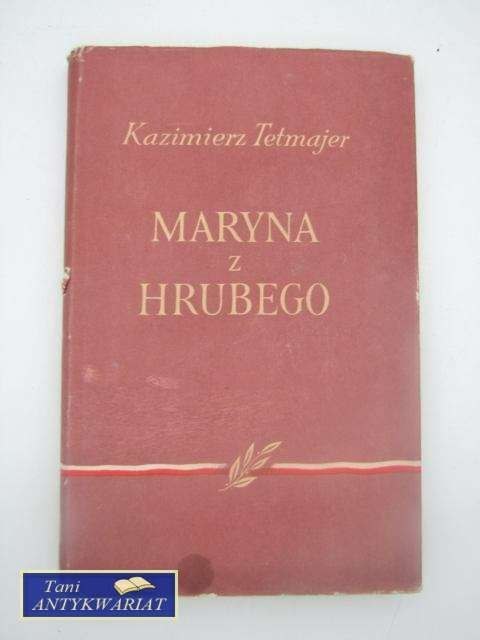 Kazimierz Tetmajer
MARYNA
z
HRUBEGO
Tani
ANTYKWARIAT